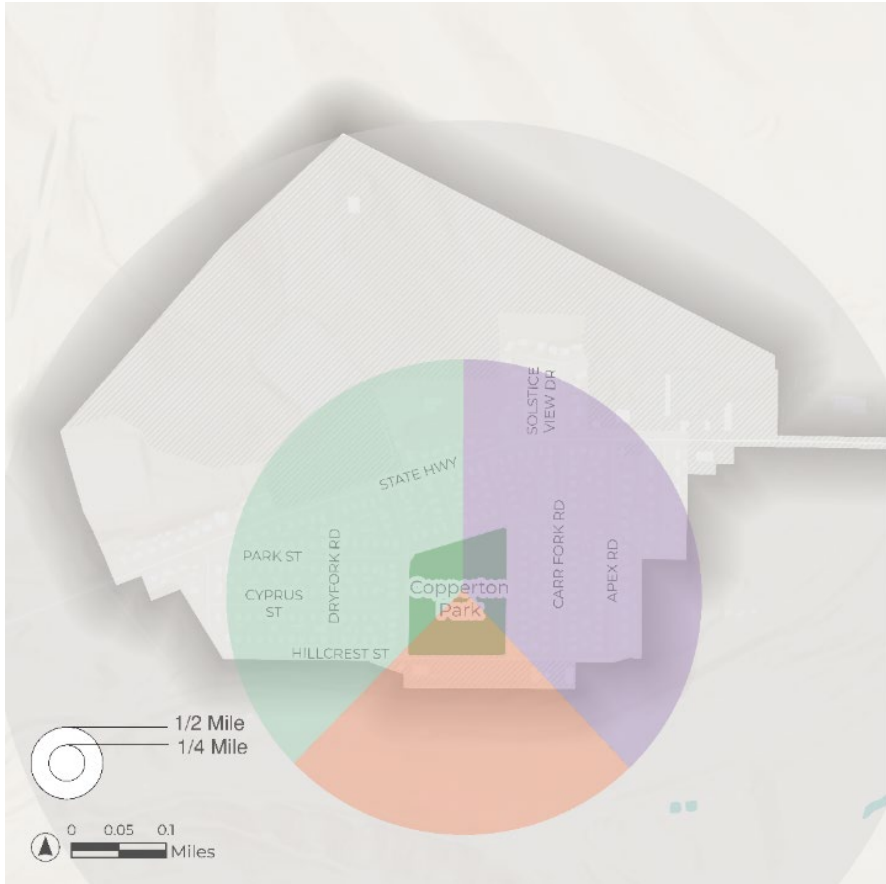 SOLSTICE
VIEW DR
STATE HWY
CARR FORK RD
APEX RD
DRYFORK RD
PARK ST
CYPRUS
ST
HILLCREST ST
Copperton
Park
1/2 Mile
1/4 Mile
0 0.05 0.1
Miles